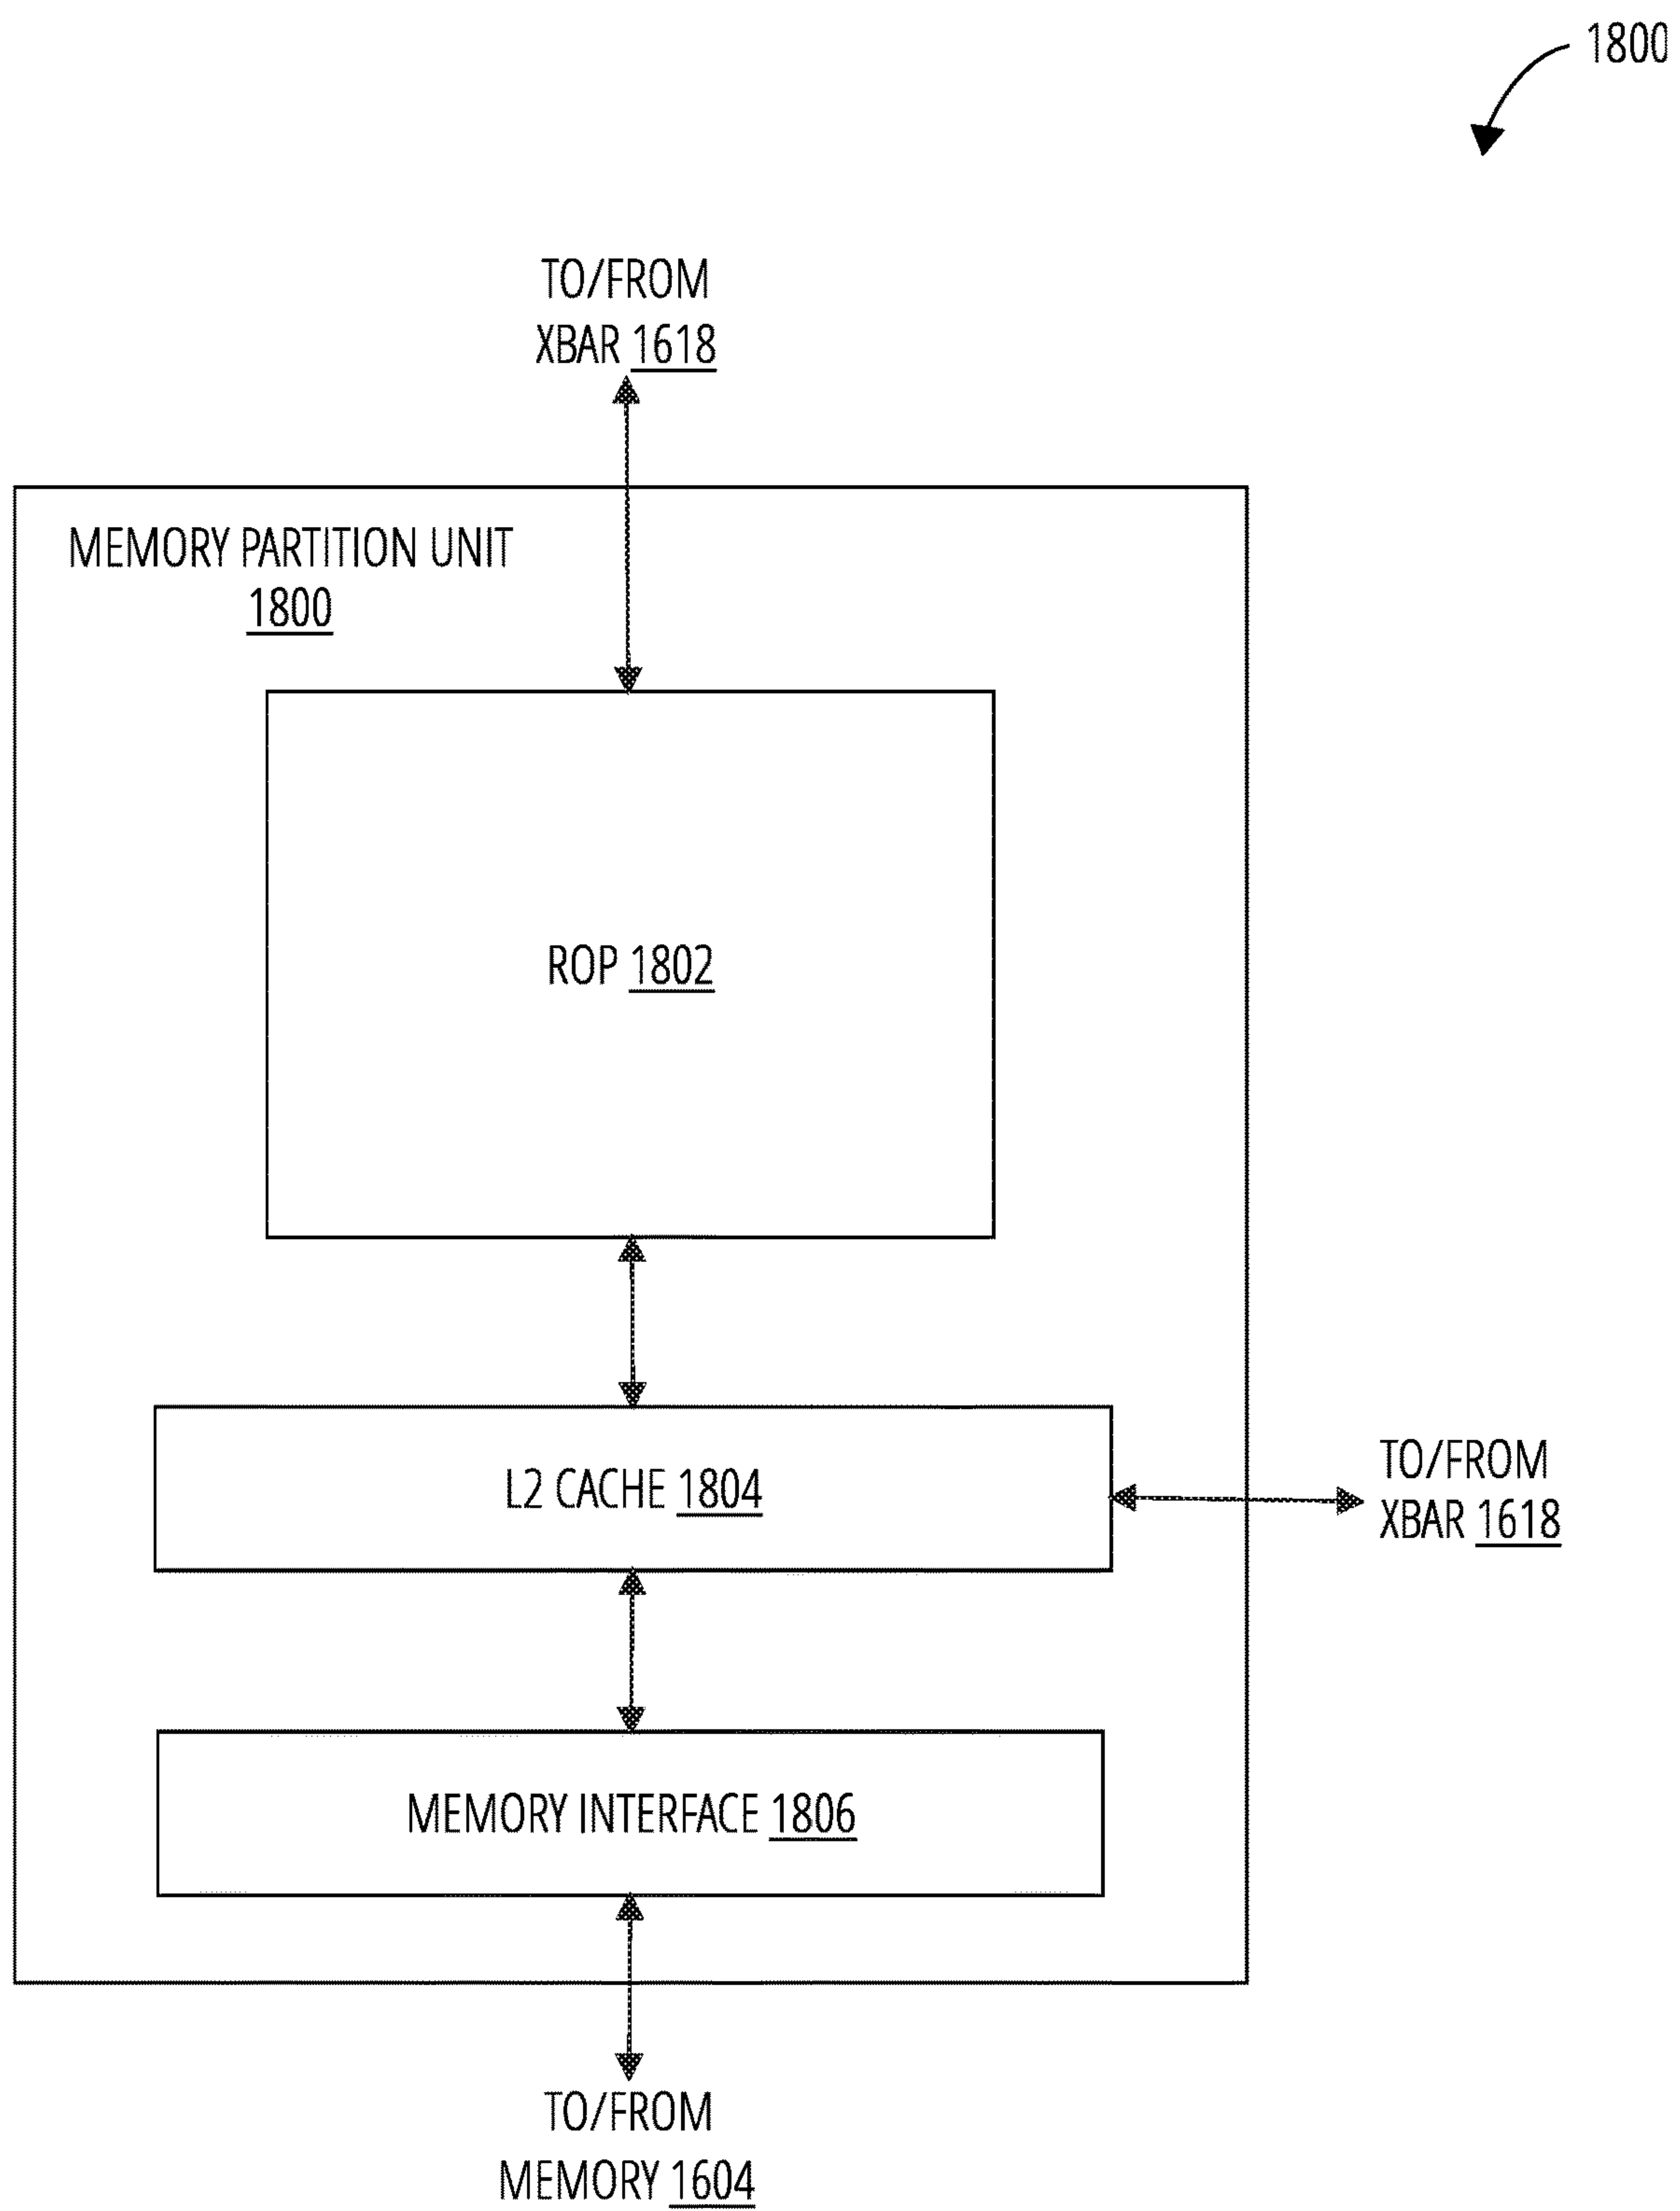 1800
TO/FROM
XBAR 1618
MEMORY PARTITION UNIT
1800
ROP 1802
L2 CACHE 1804
TO/FROM
XBAR 1618
MEMORY INTERFACE 1806
TO/FROM
MEMORY 1604